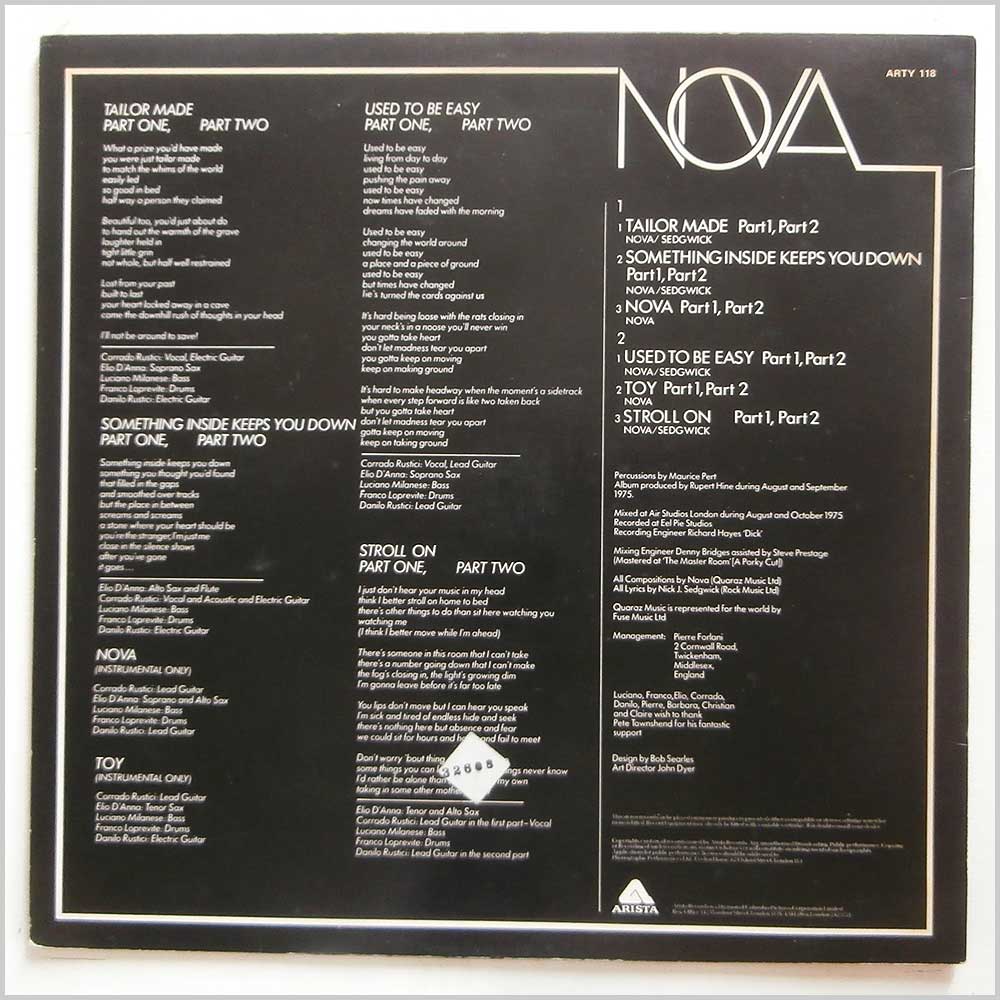 NOVA
ARTY 118
TAILOR MADE
PART ONE, PART TWO
What a prize you'd have made
you were just tailor made
to match the whims of the world
easily led
so good in bed
half way a person they claimed
Beautiful too, you'd just about do
to hand out the warmth of the grave
laughter held in
tight little grin
not whole, but half well restrained
Lost from your past
built to last
your heart locked away in a cave
came the downhill rush of thoughts in your head
I'll not be around to save!
Corrado Rustici: Vocal, Electric Guitar
Elio D'Anna: Soprano Sax
Luciano Milanese: Bass
Franco Loprevite: Drums
Danilo Rustici: Electric Guitar
SOMETHING INSIDE KEEPS YOU DOWN
PART ONE, PART TWO
Something inside keeps you down
something you thought you'd found
that filled in the gaps
and smoothed over tracks
but the place in between
screams and screams
a stone where your heart should be
you're the stranger, I'm just me
close in the silence shows
after you've gone
it goes....
Elio D'Anna: Alto Sax and Flute
Corrado Rustici: Vocal and Acoustic and Electric Guitar
Luciano Milanese: Bass
Franco Loprevite: Drums
Danilo Rustici: Electric Guitar
NOVA
(INSTRUMENTAL ONLY)
Corrado Rustici: Lead Guitar
Elio D'Anna: Soprano and Alto Sax
Luciano Milanese: Bass
Franco Loprevite: Drums
Danilo Rustici: Lead Guitar
TOY
(INSTRUMENTAL ONLY)
Corrado Rustici: Lead Guitar
Elio D'Anna: Tenor Sax
Luciano Milanese: Bass
Franco Loprevite: Drums
Danilo Rustici: Electric Guitar
USED TO BE EASY
PART ONE, PART TWO
Used to be easy
living from day to day
used to be easy
pushing the pain away
used to be easy
now times have changed
dreams have faded with the morning
Used to be easy
changing the world around
used to be easy
a place and a piece of ground
used to be easy
but times have changed
lie's turned the cards against us
It's hard being loose with the rats closing in
your neck's in a noose you'll never win
you gotta take heart
don't let madness tear you apart
you gotta keep on moving
keep on making ground
It's hard to make headway when the moment's a sidetrack
when every step forward is like two taken back
but you gotta take heart
don't let madness tear you apart
gotta keep on moving
keep on taking ground
Corrado Rustici: Vocal, Lead Guitar
Elio D'Anna: Soprano Sax
Luciano Milanese: Bass
Franco Loprevite: Drums
Danilo Rustici: Lead Guitar
STROLL ON
PART ONE, PART TWO
I just don't hear your music in my head
think I better stroll on home to bed
there's other things to do than sit here watching you
watching me
(I think I better move while I'm ahead)
There's someone in this room that I can't take
there's a number going down that I can't make
the fog's closing in, the light's growing dim
I'm gonna leave before it's far too late
You lips don't move but I can hear you speak
I'm sick and tired of endless hide and seek
there's nothing here but absence and fear
we could sit for hours and and fail to meet
Don't worry 'bout thing
some things you can never know
I'd rather be alone than my own
taking in some other
32608
Elio D'Anna: Tenor and Alto Sax
Corrado Rustici: Lead Guitar in the first part–Vocal
Luciano Milanese: Bass
Franco Loprevite: Drums
Danilo Rustici: Lead Guitar in the second part
1
1 TAILOR MADE Part 1, Part 2
NOVA/SEDGWICK
2 SOMETHING INSIDE KEEPS YOU DOWN
Part 1, Part 2
NOVA/SEDGWICK
3 NOVA Part 1, Part 2
NOVA
2
1 USED TO BE EASY Part 1, Part 2
NOVA/SEDGWICK
2 TOY Part 1, Part 2
NOVA
3 STROLL ON Part 1, Part 2
NOVA/SEDGWICK
Percussions by Maurice Pert
Album produced by Rupert Hine during August and September
1975.
Mixed at Air Studios London during August and October 1975
Recorded at Eel Pie Studios
Recording Engineer Richard Hayes 'Dick'
Mixing Engineer Denny Bridges assisted by Steve Prestage
(Mastered at 'The Master Room' [A Porky Cut])
All Compositions by Nova (Quaraz Music Ltd)
All Lyrics by Nick J. Sedgwick (Rock Music Ltd)
Quaraz Music is represented for the world by
Fuse Music Ltd
Management: Pierre Forlani
2 Cornwall Road,
Twickenham,
Middlesex,
England
Luciano, Franco, Elio, Corrado,
Danilo, Pierre, Barbara, Christian
and Claire wish to thank
Pete Townshend for his fantastic
support
Design by Bob Searles
Art Director John Dyer
ARISTA